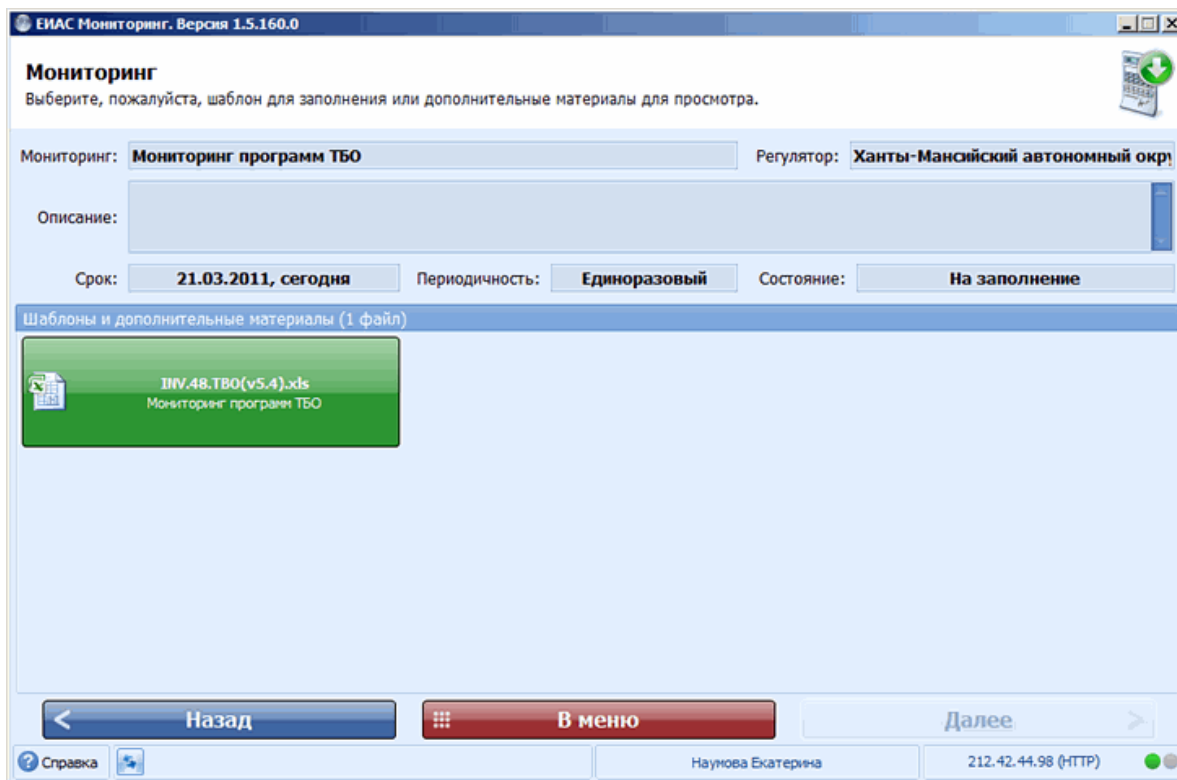 ЕИАС Мониторинг. Версия 1.5.160.0
Мониторинг
Выберите, пожалуйста, шаблон для заполнения или дополнительные материалы для просмотра.
Мониторинг: Мониторинг программ ТБО Регулятор: Ханты-Мансийский автономный окру
Описание:
Срок: 21.03.2011, сегодня Периодичность: Единоразовый Состояние: На заполнение
Шаблоны и дополнительные материалы (1 файл)
INV.48.TBO(v5.4).xls
Мониторинг программ ТБО
< Назад В меню Далее >
Справка Наумова Екатерина 212.42.44.98 (HTTP)